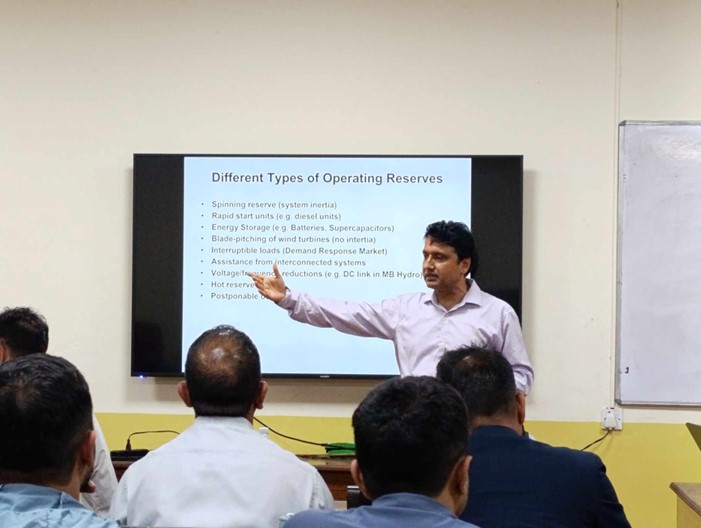 Different Types of Operating Reserves
• Spinning reserve (system inertia)
• Rapid start units (e.g. diesel units)
• Energy Storage (e.g. Batteries, Supercapacitors)
• Blade-pitching of wind turbines (no intertia)
• Interruptible loads (Demand Response Market)
• Assistance from interconnected systems
• Voltage/frequency reductions (e.g. DC link in MB Hydro)
• Hot reserve
• Postponable